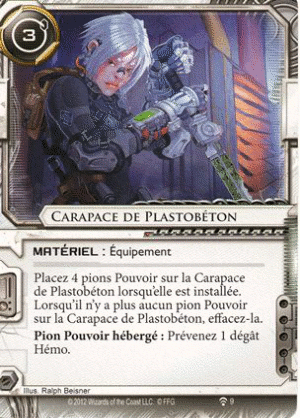 3
CARAPACE DE PLASTOBÉTON
MATÉRIEL : Équipement
Placez 4 pions Pouvoir sur la Carapace
de Plastobéton lorsqu'elle est installée.
Lorsqu'il n'y a plus aucun pion Pouvoir
sur la Carapace de Plastobéton, effacez-la.
Pion Pouvoir hébergé : Prévenez 1 dégât
Hémo.
Illus. Ralph Beisner
© 2012 Wizards of the Coast LLC. © FFG 9